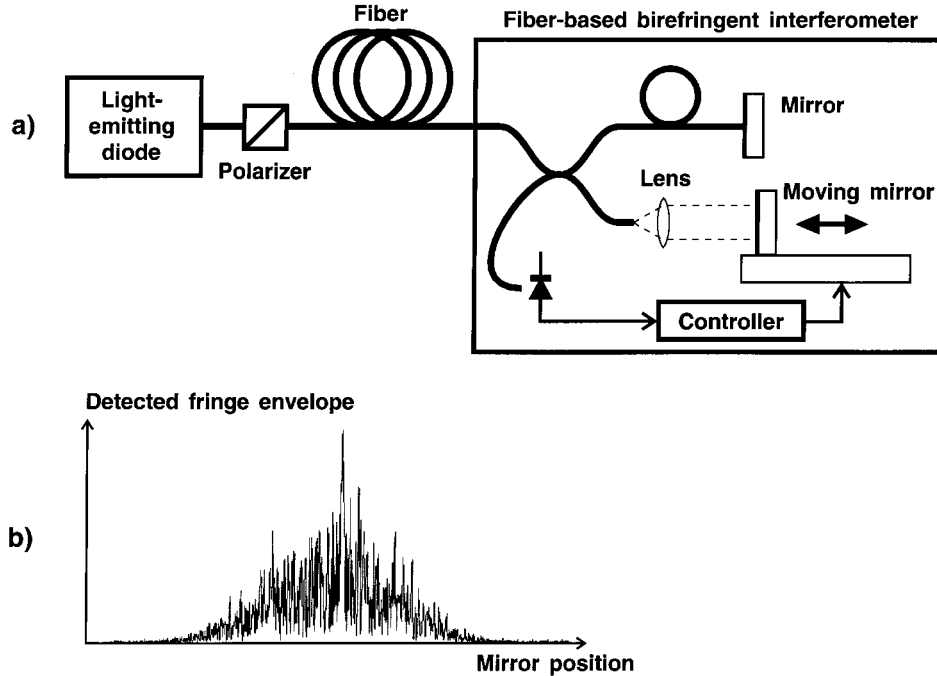 Fiber
Fiber-based birefringent interferometer
a)
Light-
emitting
diode
Polarizer
Mirror
Lens
Moving mirror
Controller
Detected fringe envelope
b)
Mirror position